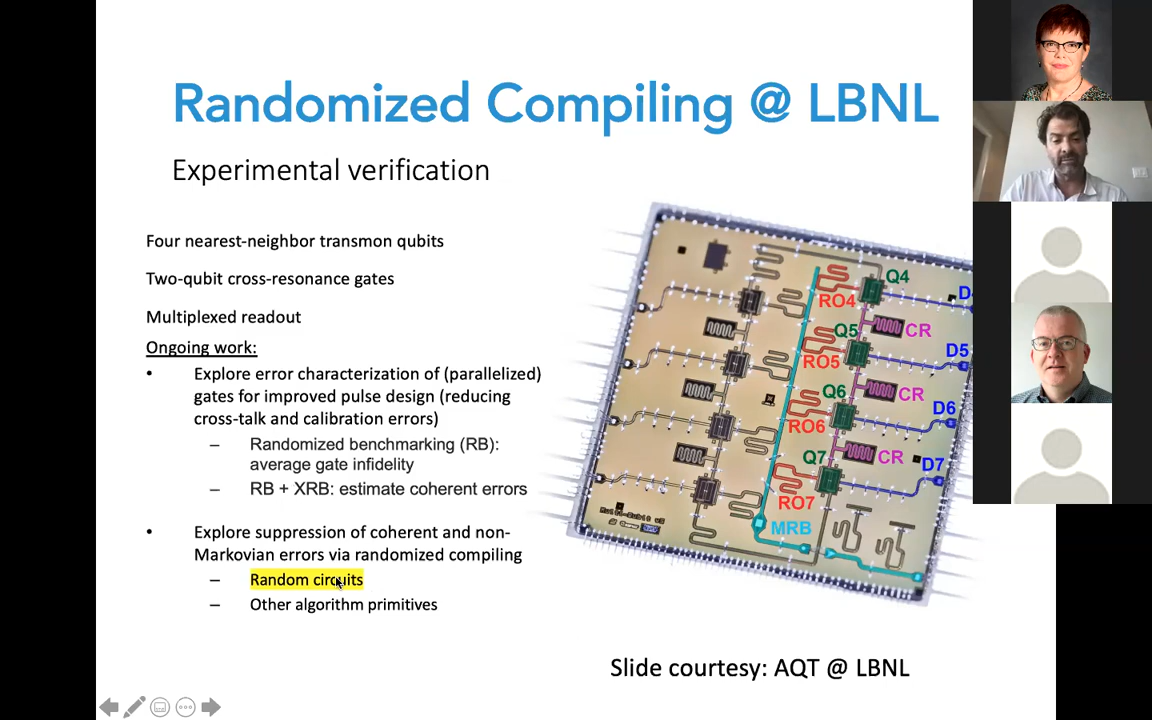 Randomized Compiling @ LBNL
Experimental verification
Four nearest-neighbor transmon qubits
Two-qubit cross-resonance gates
Multiplexed readout
Ongoing work:
• Explore error characterization of (parallelized)
gates for improved pulse design (reducing
cross-talk and calibration errors)
– Randomized benchmarking (RB):
average gate infidelity
– RB + XRB: estimate coherent errors
• Explore suppression of coherent and non-
Markovian errors via randomized compiling
– Random circuits
– Other algorithm primitives
Q4
RO4
CR
Q5
D5
RO5
CR
Q6
D6
RO6
CR
Q7
D7
RO7
MRB
Slide courtesy: AQT @ LBNL